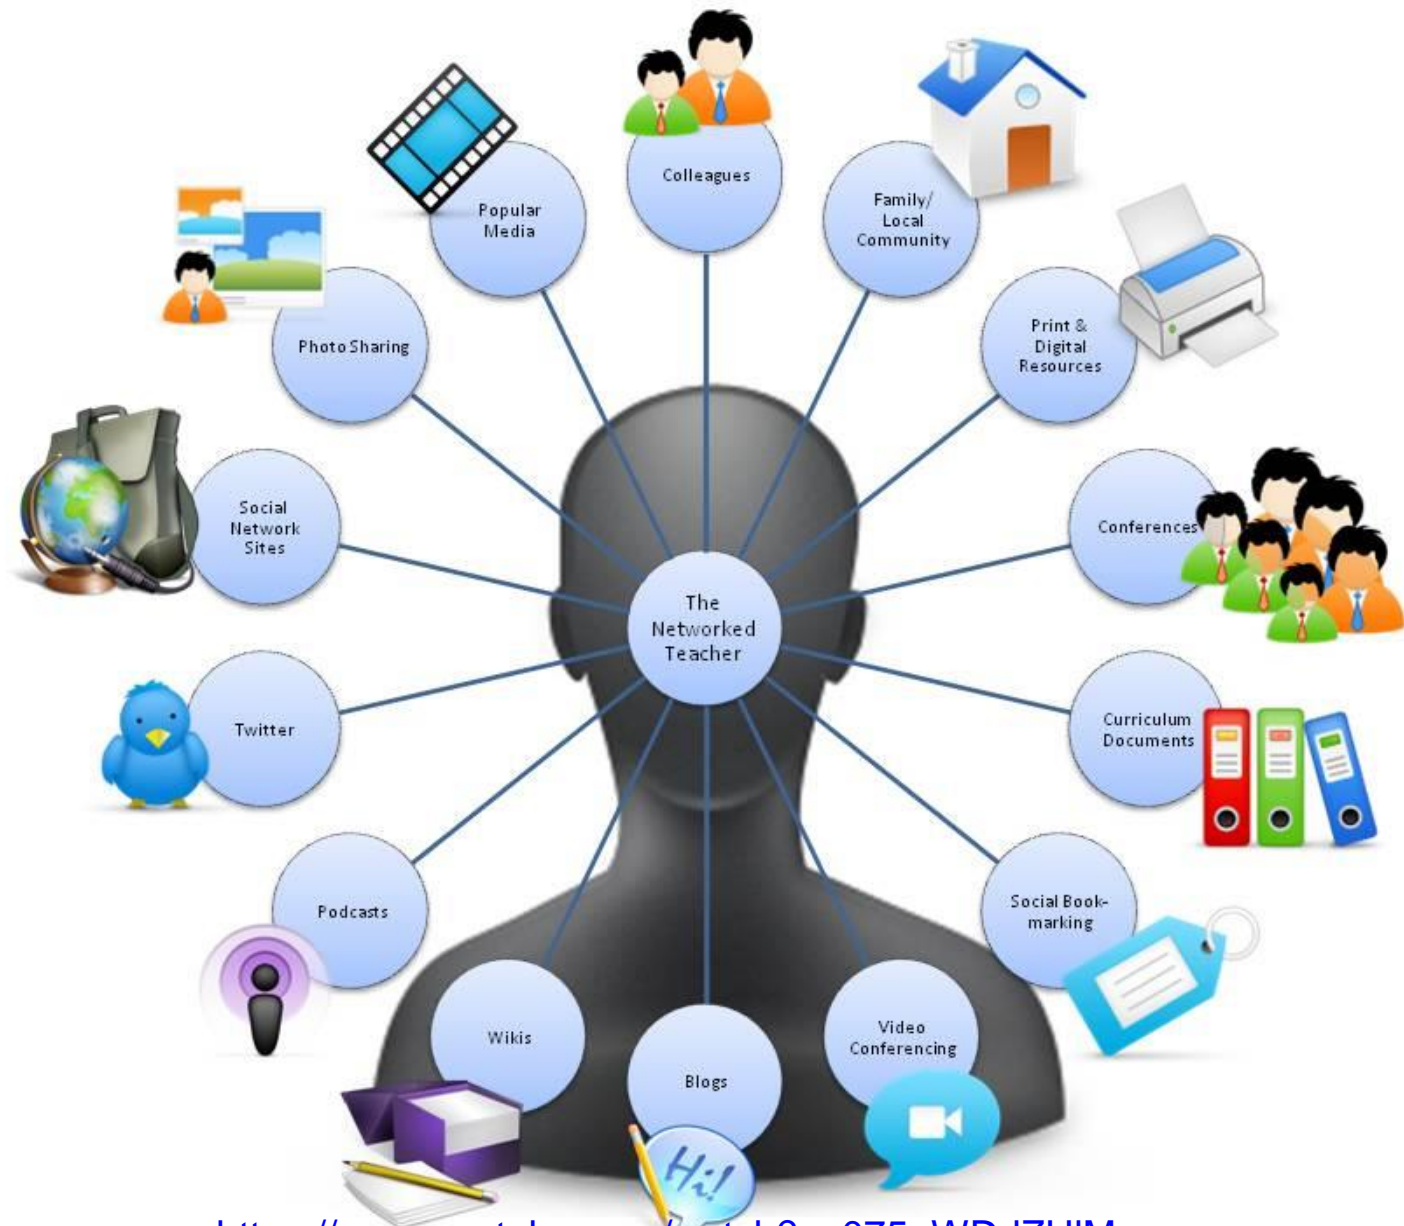 Colleagues
Family/
Local
Community
Popular
Media
Print &
Digital
Resources
Photo Sharing
Social
Network
Sites
Conferences
The
Networked
Teacher
Twitter
Curriculum
Documents
Podcasts
Social Book-
marking
Wikis
Video
Conferencing
Blogs
Hi!